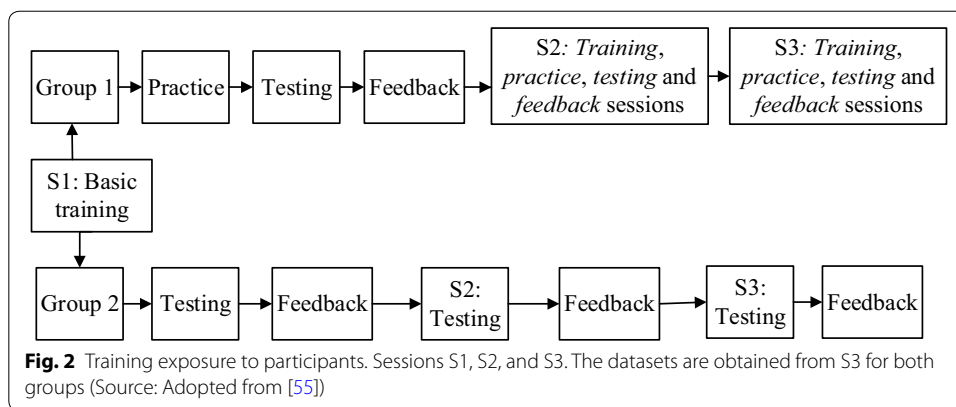 Group 1
Practice
Testing
Feedback
S2: Training,
practice, testing and
feedback sessions
S3: Training,
practice, testing and
feedback sessions
S1: Basic
training
Group 2
Testing
Feedback
S2:
Testing
Feedback
S3:
Testing
Feedback
Fig. 2 Training exposure to participants. Sessions S1, S2, and S3. The datasets are obtained from S3 for both
groups (Source: Adopted from [55])